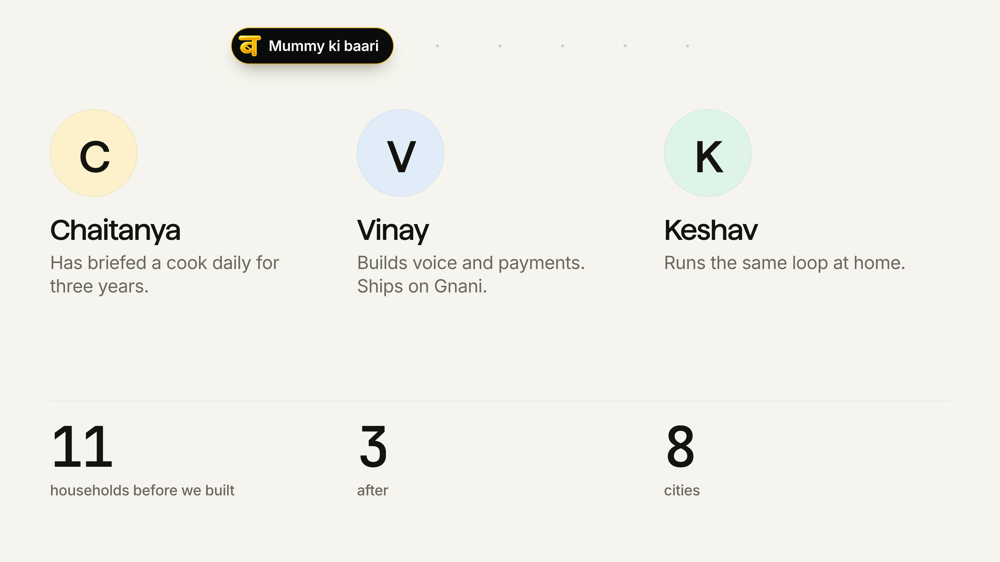 ब Mummy ki baari
C
V
K
Chaitanya
Has briefed a cook daily for
three years.
Vinay
Builds voice and payments.
Ships on Gnani.
Keshav
Runs the same loop at home.
11
households before we built
3
after
8
cities